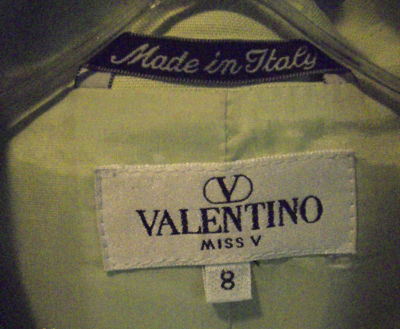 Made in Italy
V
VALENTINO
MISS V
8